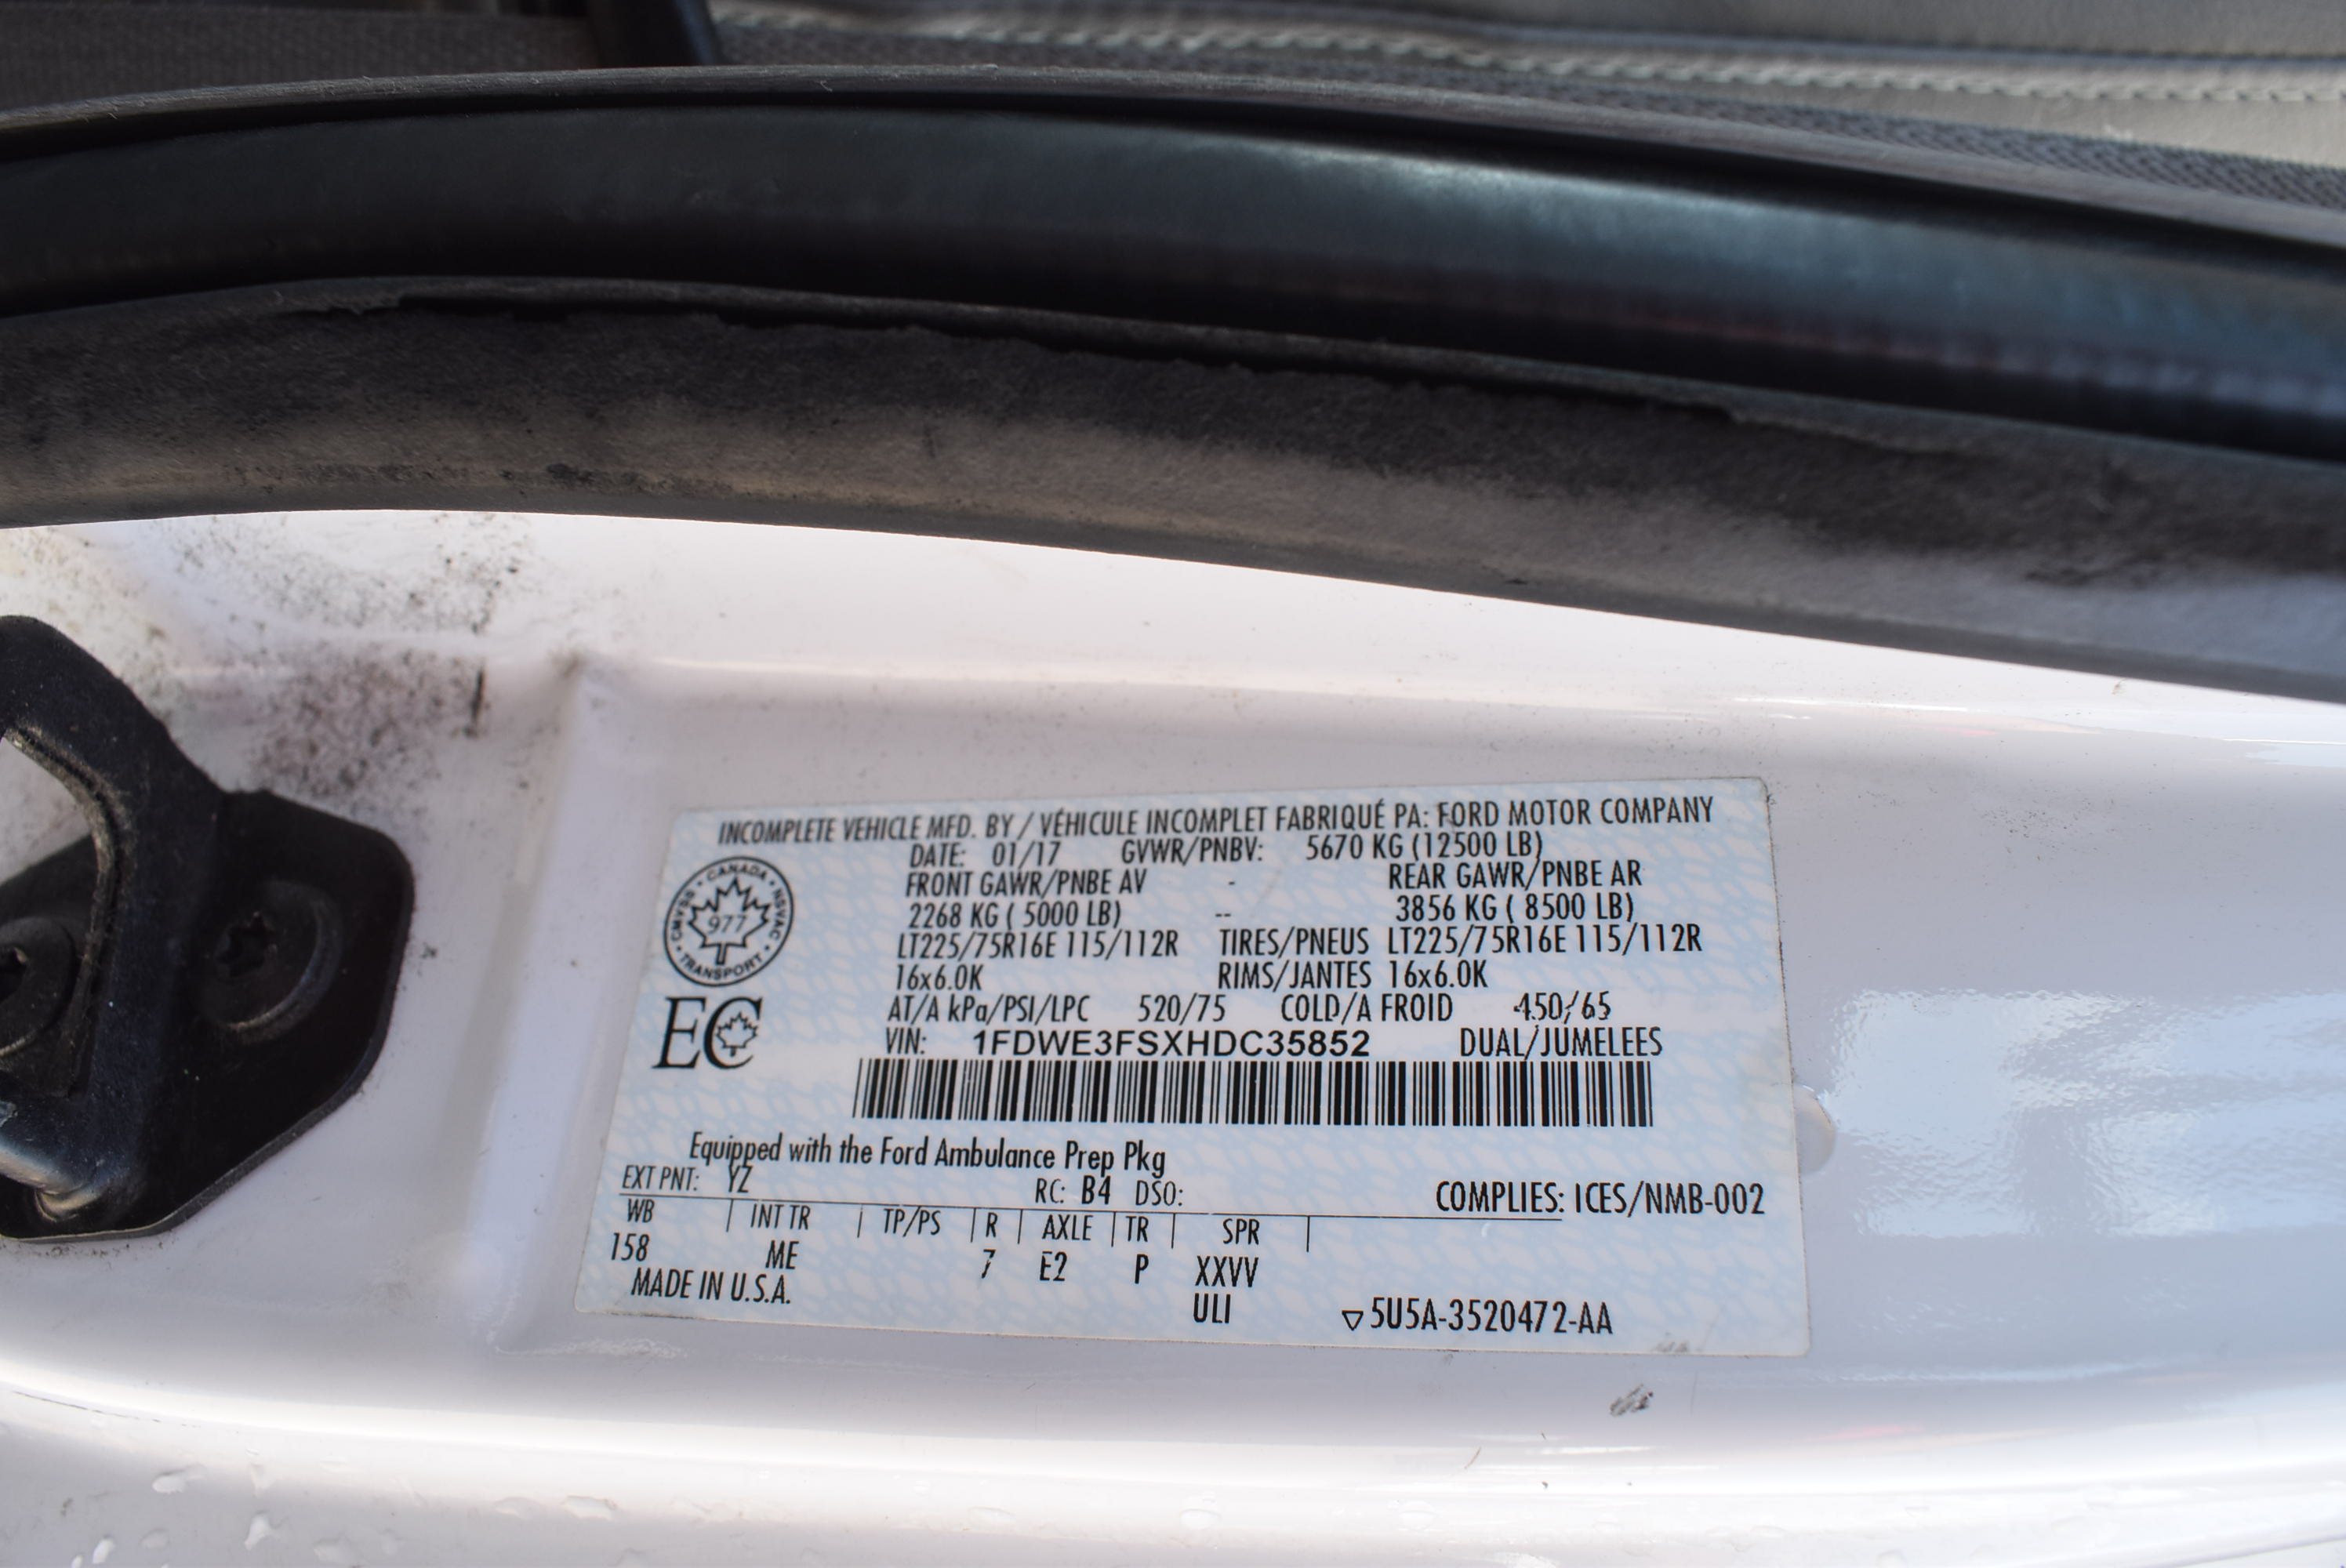 INCOMPLETE VEHICLE MFD. BY / VÉHICULE INCOMPLET FABRIQUÉ PA: FORD MOTOR COMPANY
DATE: 01/17 GVWR/PNBV: 5670 KG (12500 LB)
FRONT GAWR/PNBE AV - REAR GAWR/PNBE AR
2268 KG ( 5000 LB) -- 3856 KG ( 8500 LB)
LT225/75R16E 115/112R TIRES/PNEUS LT225/75R16E 115/112R
16x6.0K RIMS/JANTES 16x6.0K
AT/A kPa/PSI/LPC 520/75 COLD/A FROID 450/65
VIN: 1FDWE3FSXHDC35852 DUAL/JUMELEES
CANADA • NSVAC • TRANSPORT • CMVSS •
977
EC
Equipped with the Ford Ambulance Prep Pkg
EXT PNT: YZ RC: B4 DSO: COMPLIES: ICES/NMB-002
WB | INT TR | TP/PS | R | AXLE | TR | SPR |
158 ME 7 E2 P XXVV
MADE IN U.S.A. ULI ▽5U5A-3520472-AA